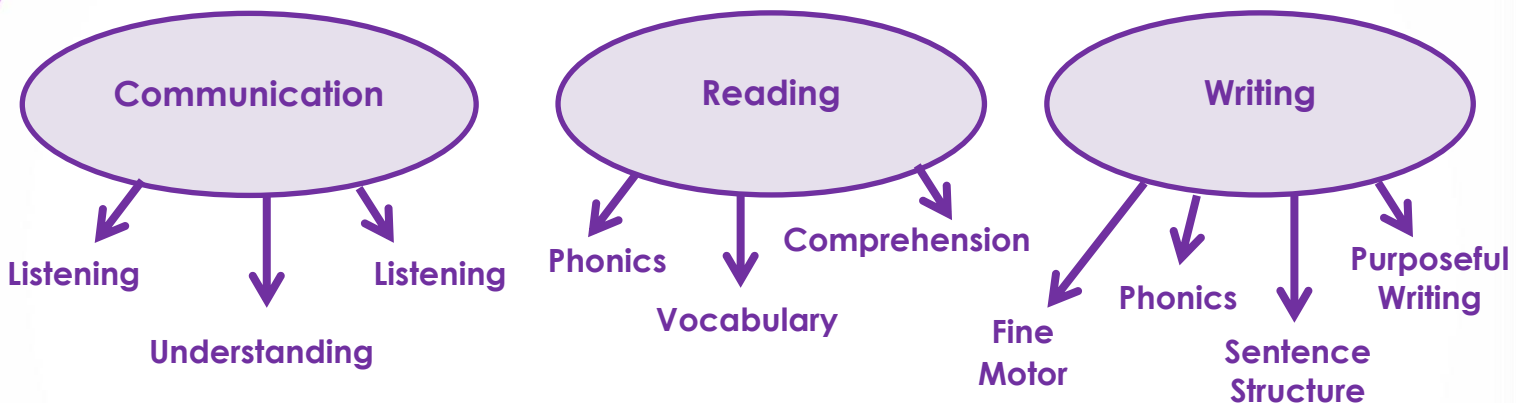 Communication
Listening
Understanding
Listening
Reading
Phonics
Vocabulary
Comprehension
Writing
Fine
Motor
Phonics
Sentence
Structure
Purposeful
Writing